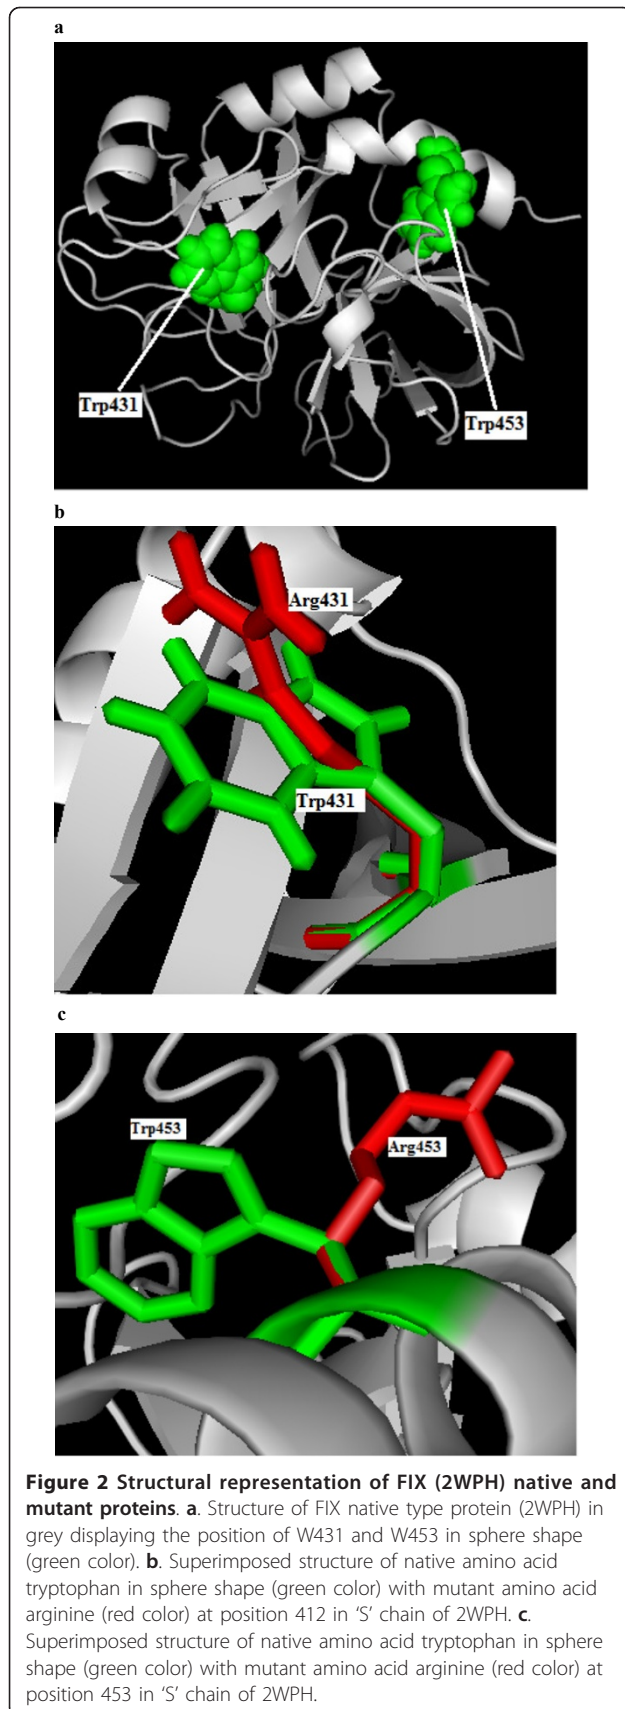 a
Trp431
Trp453
b
Arg431
Trp431
c
Trp453
Arg453
Figure 2 Structural representation of FIX (2WPH) native and
mutant proteins. a. Structure of FIX native type protein (2WPH) in
grey displaying the position of W431 and W453 in sphere shape
(green color). b. Superimposed structure of native amino acid
tryptophan in sphere shape (green color) with mutant amino acid
arginine (red color) at position 412 in ‘S’ chain of 2WPH. c.
Superimposed structure of native amino acid tryptophan in sphere
shape (green color) with mutant amino acid arginine (red color) at
position 453 in ‘S’ chain of 2WPH.